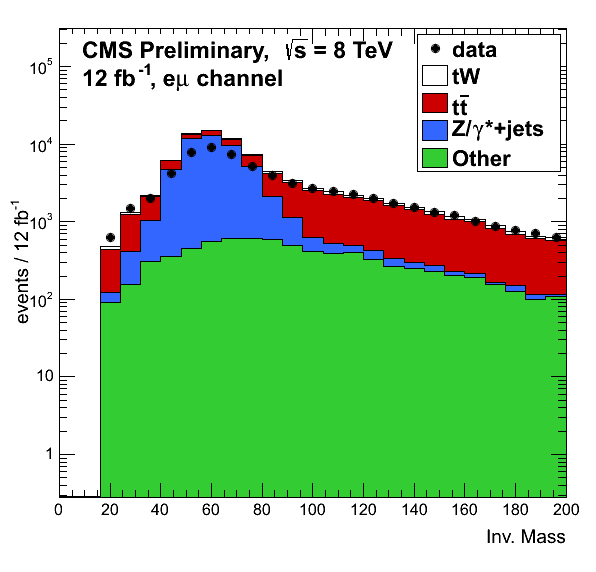 CMS Preliminary, √s = 8 TeV
12 fb⁻¹, eμ channel
data
tW
tt̄
Z/γ*+jets
Other
events / 12 fb⁻¹
10⁵
10⁴
10³
10²
10
1
0 20 40 60 80 100 120 140 160 180 200
Inv. Mass